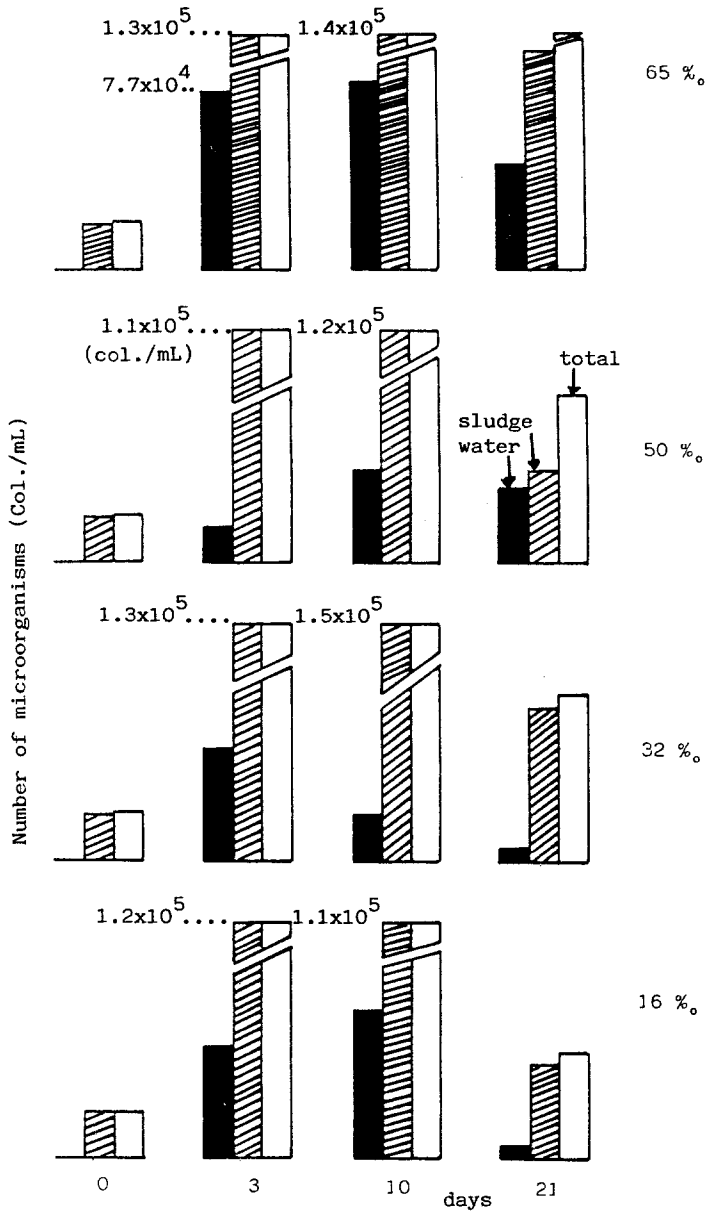 1.3x10⁵....
1.4x10⁵
7.7x10⁴..
65 ‰
1.1x10⁵....
(col./mL)
1.2x10⁵
total
sludge
water
50 ‰
Number of microorganisms (Col./mL)
1.3x10⁵....
1.5x10⁵
32 ‰
1.2x10⁵....
1.1x10⁵
16 ‰
0 3 10 21
days